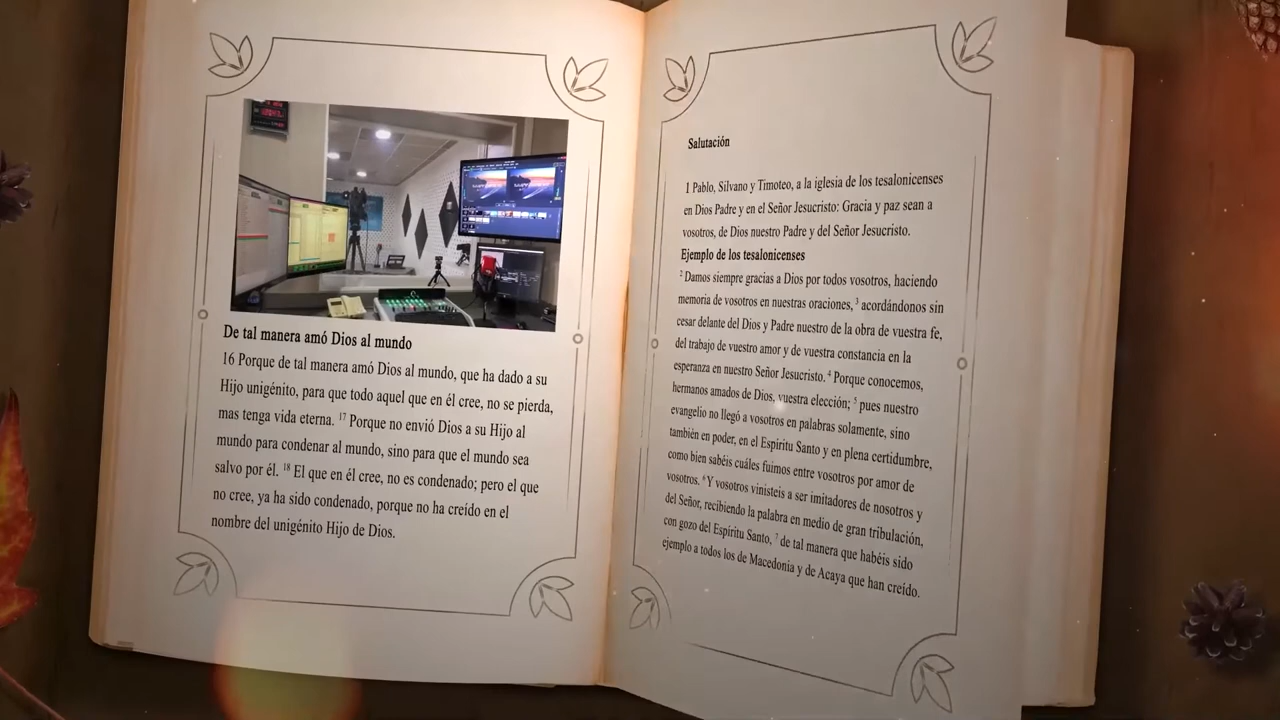 De tal manera amó Dios al mundo
16 Porque de tal manera amó Dios al mundo, que ha dado a su
Hijo unigénito, para que todo aquel que en él cree, no se pierda,
mas tenga vida eterna. 17 Porque no envió Dios a su Hijo al
mundo para condenar al mundo, sino para que el mundo sea
salvo por él. 18 El que en él cree, no es condenado; pero el que
no cree, ya ha sido condenado, porque no ha creído en el
nombre del unigénito Hijo de Dios.
Salutación
1 Pablo, Silvano y Timoteo, a la iglesia de los tesalonicenses
en Dios Padre y en el Señor Jesucristo: Gracia y paz sean a
vosotros, de Dios nuestro Padre y del Señor Jesucristo.
Ejemplo de los tesalonicenses
2 Damos siempre gracias a Dios por todos vosotros, haciendo
memoria de vosotros en nuestras oraciones, 3 acordándonos sin
cesar delante del Dios y Padre nuestro de la obra de vuestra fe,
del trabajo de vuestro amor y de vuestra constancia en la
esperanza en nuestro Señor Jesucristo. 4 Porque conocemos,
hermanos amados de Dios, vuestra elección; 5 pues nuestro
evangelio no llegó a vosotros en palabras solamente, sino
también en poder, en el Espíritu Santo y en plena certidumbre,
como bien sabéis cuáles fuimos entre vosotros por amor de
vosotros. 6 Y vosotros vinisteis a ser imitadores de nosotros y
del Señor, recibiendo la palabra en medio de gran tribulación,
con gozo del Espíritu Santo, 7 de tal manera que habéis sido
ejemplo a todos los de Macedonia y de Acaya que han creído.